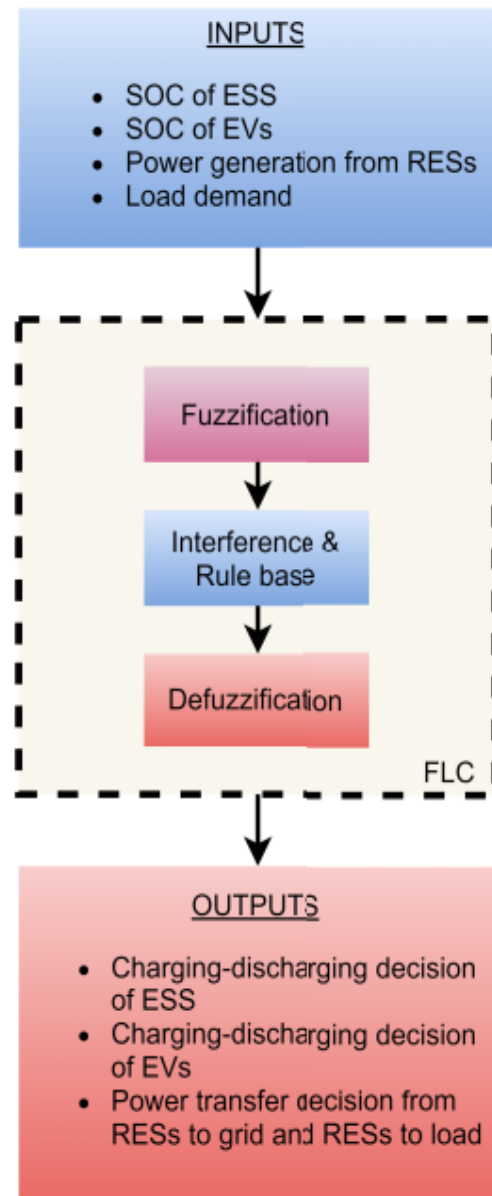 INPUTS
• SOC of ESS
• SOC of EVs
• Power generation from RESs
• Load demand
Fuzzification
Interference &
Rule base
Defuzzification
FLC
OUTPUTS
• Charging-discharging decision
of ESS
• Charging-discharging decision
of EVs
• Power transfer decision from
RESs to grid and RESs to load